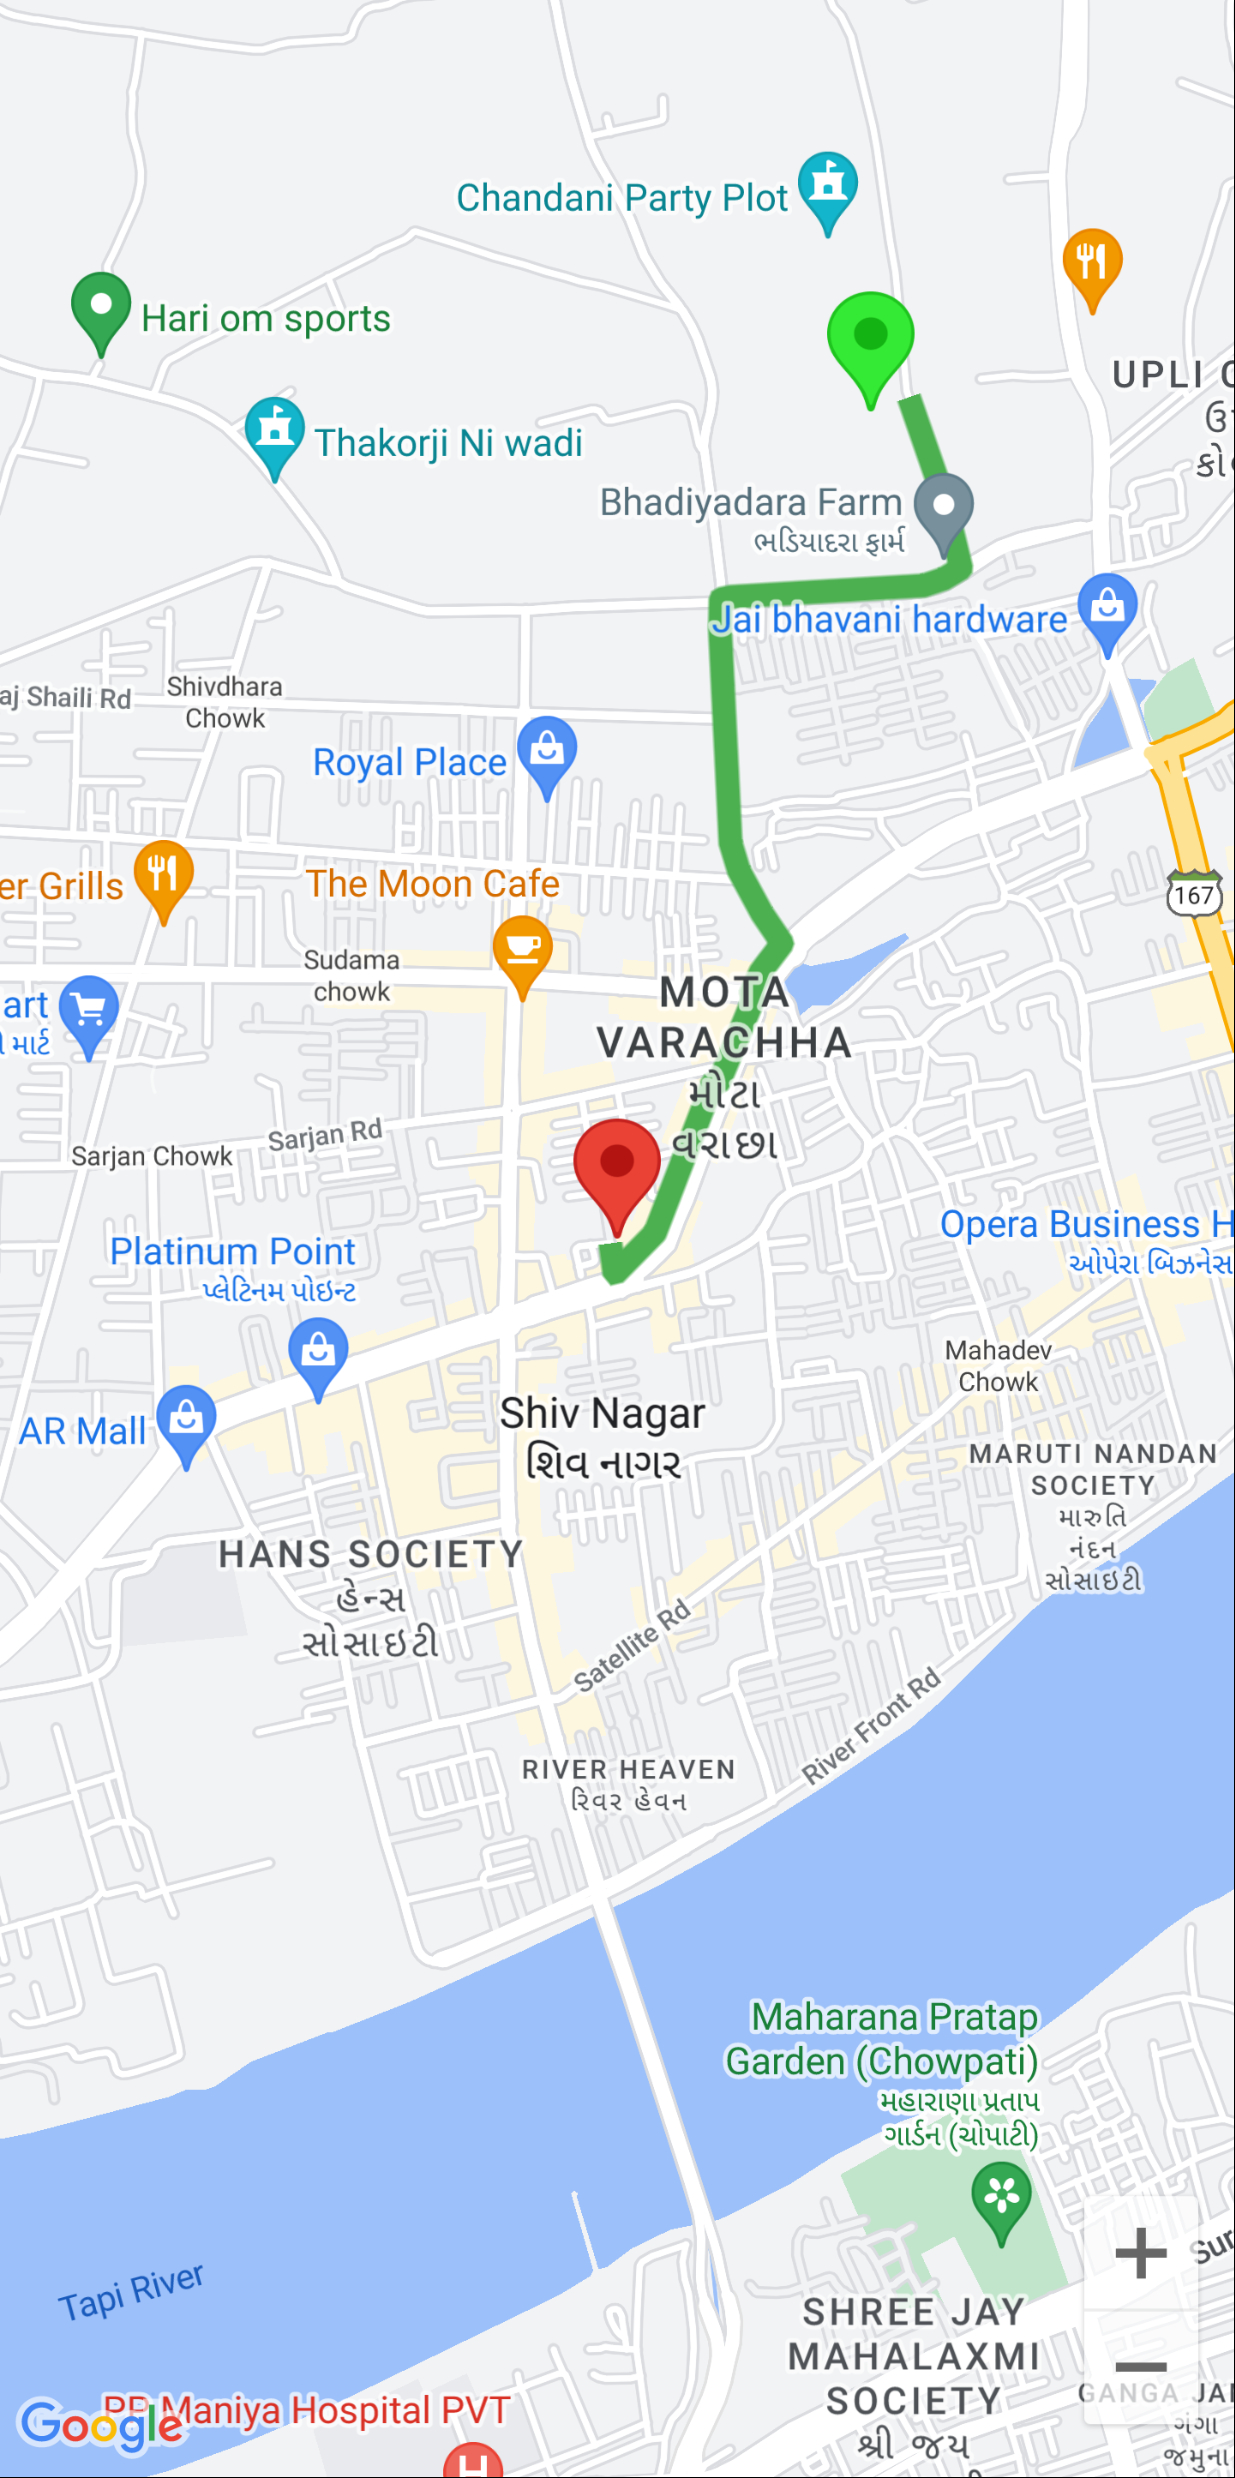 Chandani Party Plot
Hari om sports
UPLI
Thakorji Ni wadi
Bhadiyadara Farm
ભડિયાદરા ફાર્મ
Jai bhavani hardware
aj Shaili Rd
Shivdhara
Chowk
Royal Place
er Grills
The Moon Cafe
167
Sudama
chowk
art
માર્ટ
MOTA
VARACHHA
મોટા
વરાછા
Sarjan Rd
Sarjan Chowk
Opera Business H
ઓપેરા બિઝનેસ
Platinum Point
પ્લેટિનમ પોઇન્ટ
Mahadev
Chowk
AR Mall
Shiv Nagar
શિવ નાગર
MARUTI NANDAN
SOCIETY
મારુતિ
નંદન
સોસાઇટી
HANS SOCIETY
હેન્સ
સોસાઇટી
Satellite Rd
River Front Rd
RIVER HEAVEN
રિવર હેવન
Maharana Pratap
Garden (Chowpati)
મહારાણા પ્રતાપ
ગાર્ડન (ચોપાટી)
Sur
Tapi River
SHREE JAY
MAHALAXMI
SOCIETY
શ્રી જય
GANGA JA
ગંગા
જમુના
PP Maniya Hospital PVT
Google